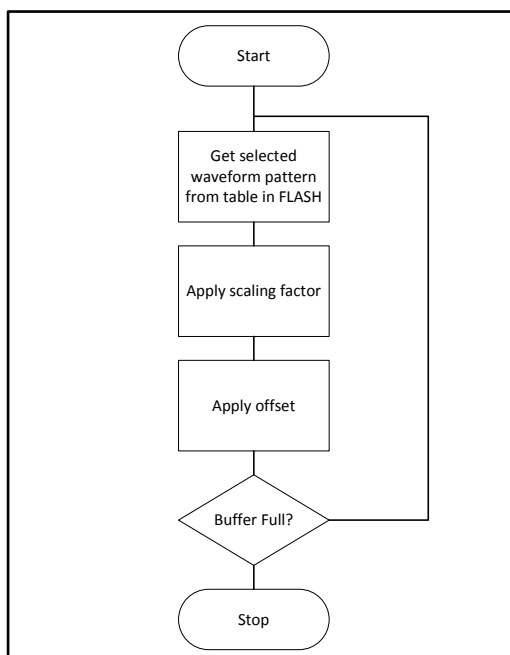 Start
Get selected
waveform pattern
from table in FLASH
Apply scaling factor
Apply offset
Buffer Full?
Stop